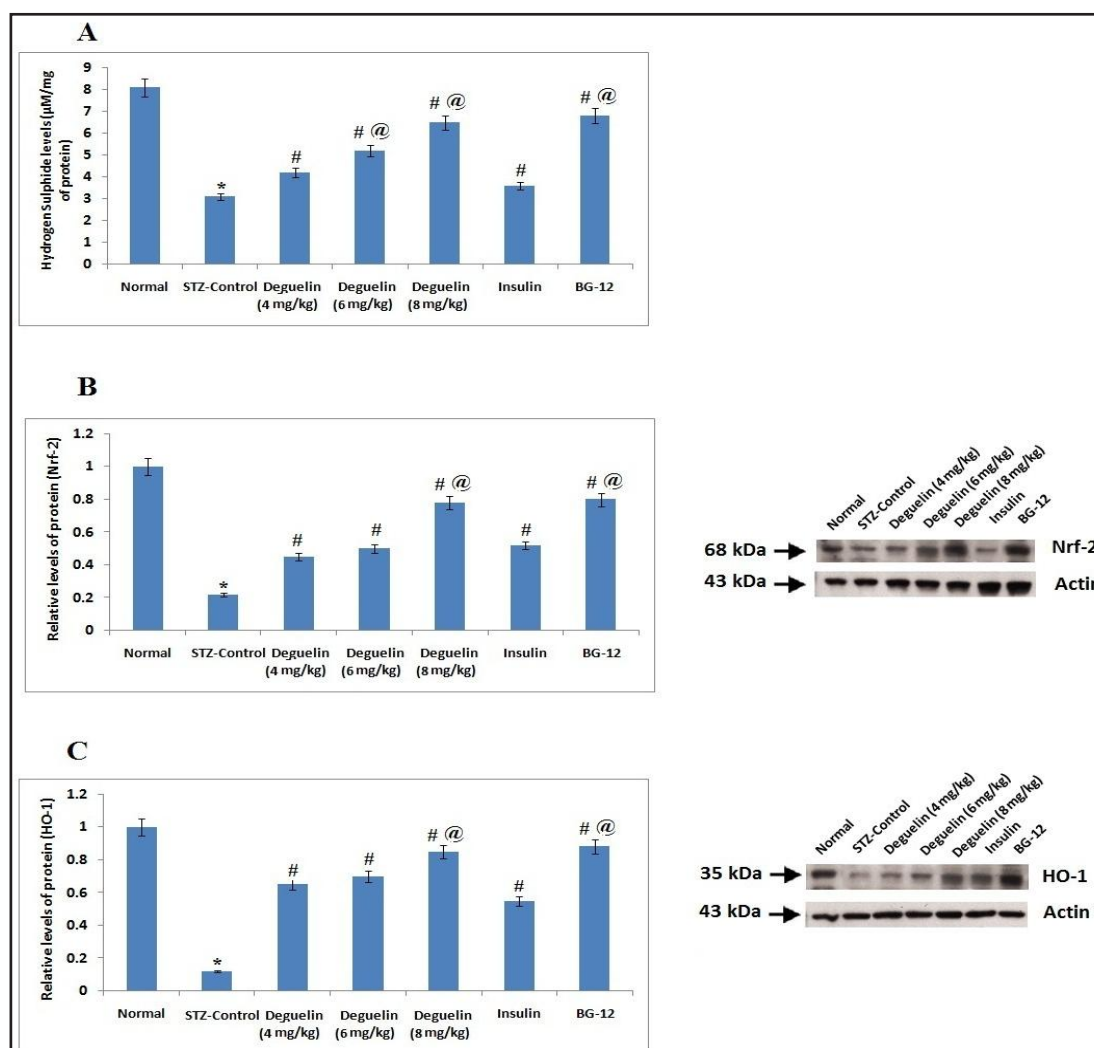 A
Hydrogen Sulphide levels (µM/mg
of protein)
9
8
7
6
5
4
3
2
1
0
*
#
# @
# @
#
# @
Normal STZ-Control Deguelin Deguelin Deguelin Insulin BG-12
(4 mg/kg) (6 mg/kg) (8 mg/kg)
B
Relative levels of protein (Nrf-2)
1.2
1
0.8
0.6
0.4
0.2
0
*
#
#
# @
#
# @
Normal STZ-Control Deguelin Deguelin Deguelin Insulin BG-12
(4 mg/kg) (6 mg/kg) (8 mg/kg)
Normal
STZ-Control
Deguelin (4 mg/kg)
Deguelin (6 mg/kg)
Deguelin (8 mg/kg)
Insulin
BG-12
68 kDa Nrf-2
43 kDa Actin
C
Relative levels of protein (HO-1)
1.2
1
0.8
0.6
0.4
0.2
0
*
#
#
# @
#
# @
Normal STZ-Control Deguelin Deguelin Deguelin Insulin BG-12
(4 mg/kg) (6 mg/kg) (8 mg/kg)
Normal
STZ-Control
Deguelin (4 mg/kg)
Deguelin (6 mg/kg)
Deguelin (8 mg/kg)
Insulin
BG-12
35 kDa HO-1
43 kDa Actin